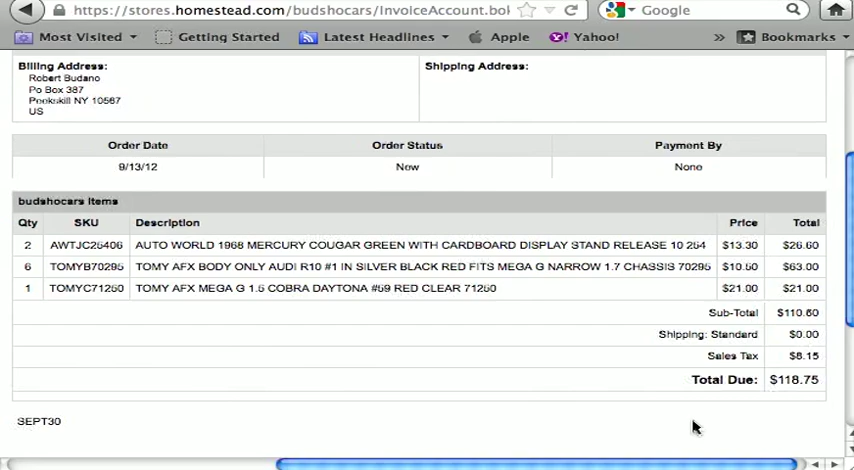 https://stores.homestead.com/budshocars/InvoiceAccount.bok
Google
Most Visited
Getting Started
Latest Headlines
Apple
Yahoo!
»
Bookmarks
Billing Address:
Shipping Address:
Robert Budano
Po Box 387
Peekskill NY 10567
US
Order Date Order Status Payment By
9/13/12 New None
budshocars Items
Qty SKU Description Price Total
2 AWTJC25406 AUTO WORLD 1968 MERCURY COUGAR GREEN WITH CARDBOARD DISPLAY STAND RELEASE 10 254 $13.30 $26.60
6 TOMYB70295 TOMY AFX BODY ONLY AUDI R10 #1 IN SILVER BLACK RED FITS MEGA G NARROW 1.7 CHASSIS 70295 $10.50 $63.00
1 TOMYC71250 TOMY AFX MEGA G 1.5 COBRA DAYTONA #59 RED CLEAR 71250 $21.00 $21.00
Sub-Total $110.60
Shipping: Standard $0.00
Sales Tax $8.15
Total Due: $118.75
SEPT30